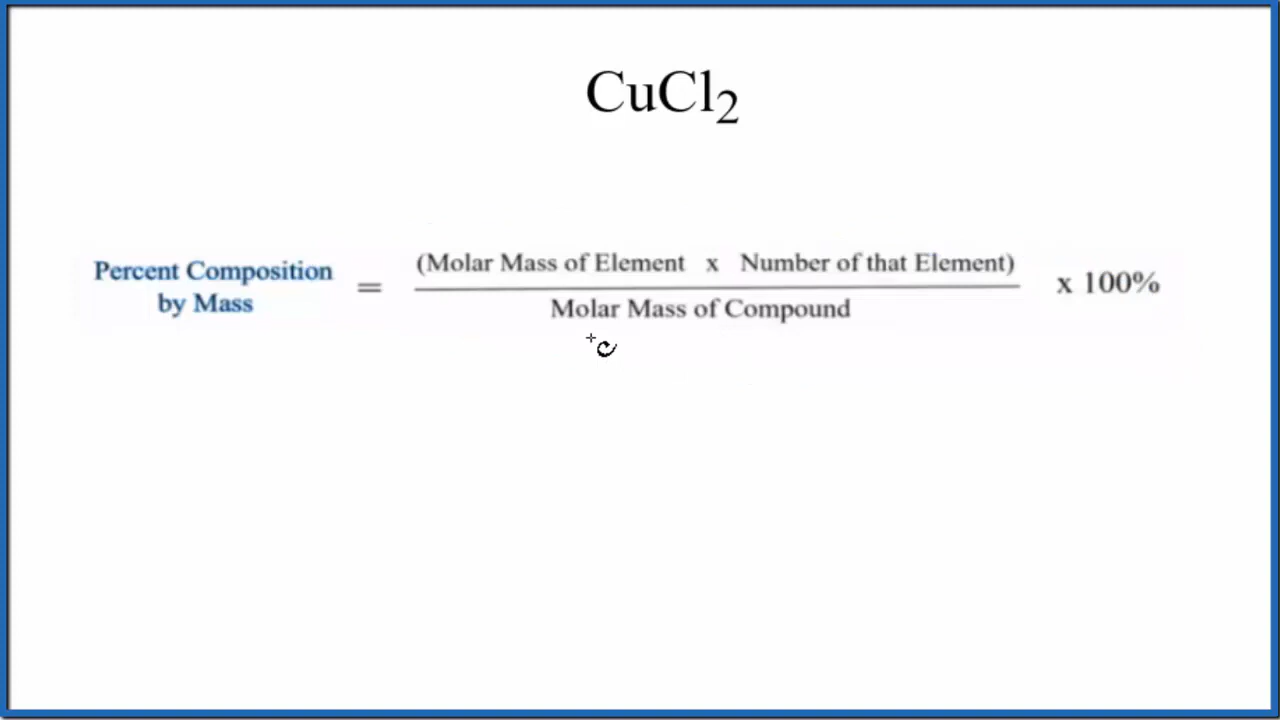 CuCl₂
Percent Composition
by Mass
=
(Molar Mass of Element x Number of that Element)
Molar Mass of Compound
x 100%